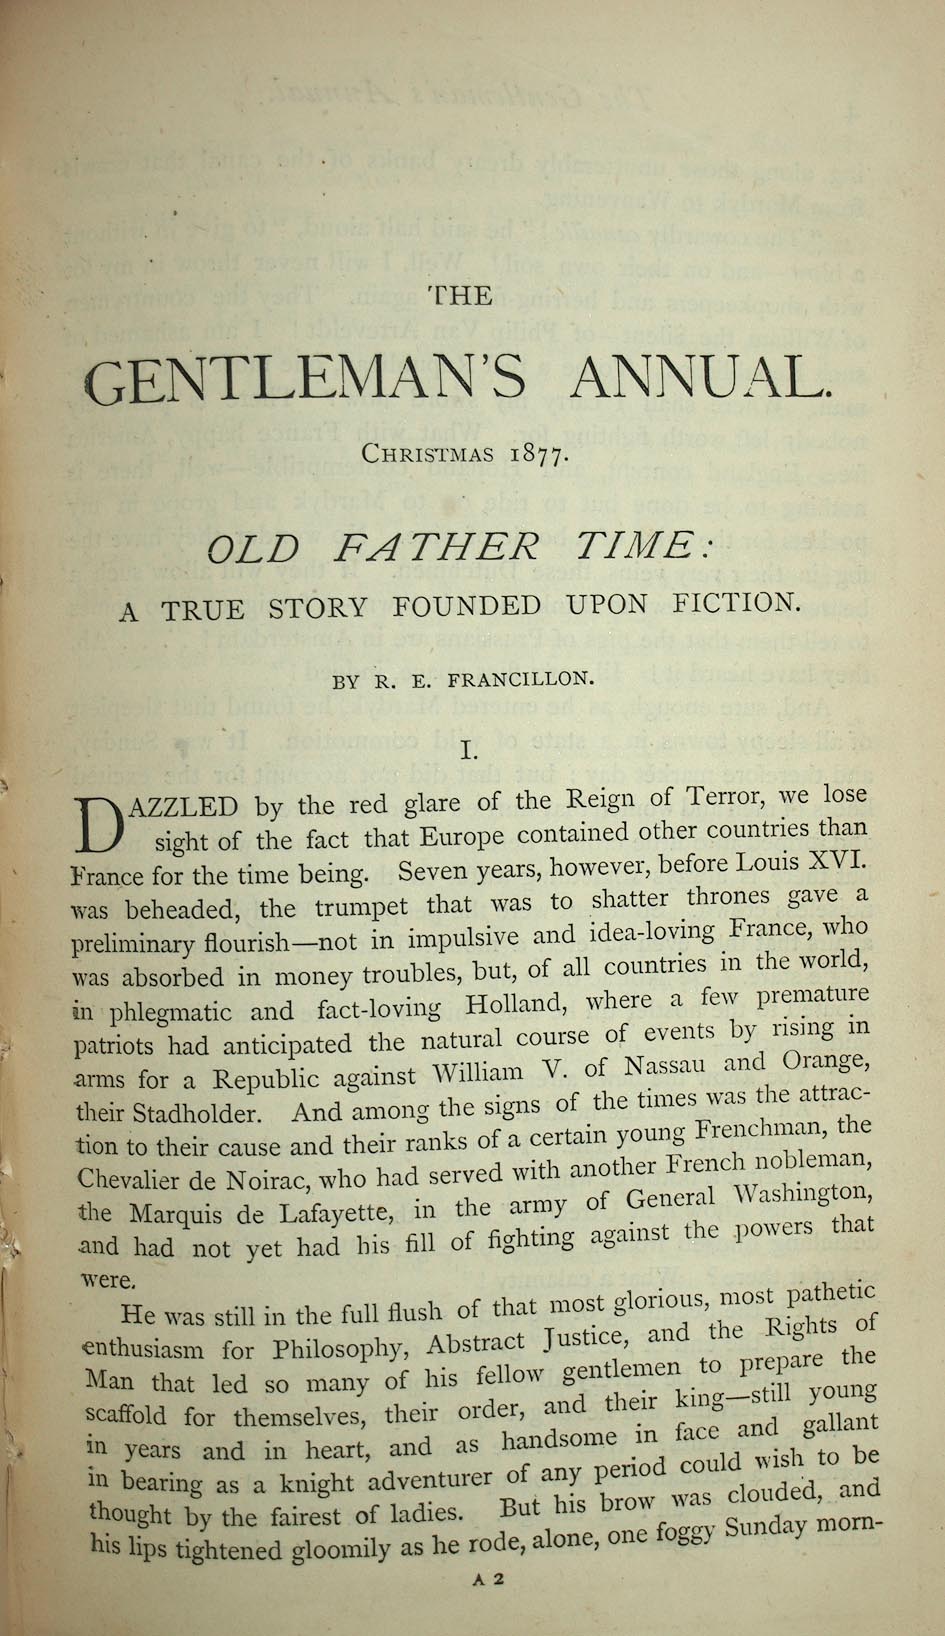 THE
GENTLEMAN'S ANNUAL.
CHRISTMAS 1877.
OLD FATHER TIME:
A TRUE STORY FOUNDED UPON FICTION.
BY R. E. FRANCILLON.
I.
DAZZLED by the red glare of the Reign of Terror, we lose
sight of the fact that Europe contained other countries than
France for the time being. Seven years, however, before Louis XVI.
was beheaded, the trumpet that was to shatter thrones gave a
preliminary flourish—not in impulsive and idea-loving France, who
was absorbed in money troubles, but, of all countries in the world,
in phlegmatic and fact-loving Holland, where a few premature
patriots had anticipated the natural course of events by rising in
arms for a Republic against William V. of Nassau and Orange,
their Stadholder. And among the signs of the times was the attrac-
tion to their cause and their ranks of a certain young Frenchman, the
Chevalier de Noirac, who had served with another French nobleman,
the Marquis de Lafayette, in the army of General Washington,
and had not yet had his fill of fighting against the powers that
were.
He was still in the full flush of that most glorious, most pathetic
enthusiasm for Philosophy, Abstract Justice, and the Rights of
Man that led so many of his fellow gentlemen to prepare the
scaffold for themselves, their order, and their king—still young
in years and in heart, and as handsome in face and gallant
in bearing as a knight adventurer of any period could wish to be
thought by the fairest of ladies. But his brow was clouded, and
his lips tightened gloomily as he rode, alone, one foggy Sunday morn-
A 2